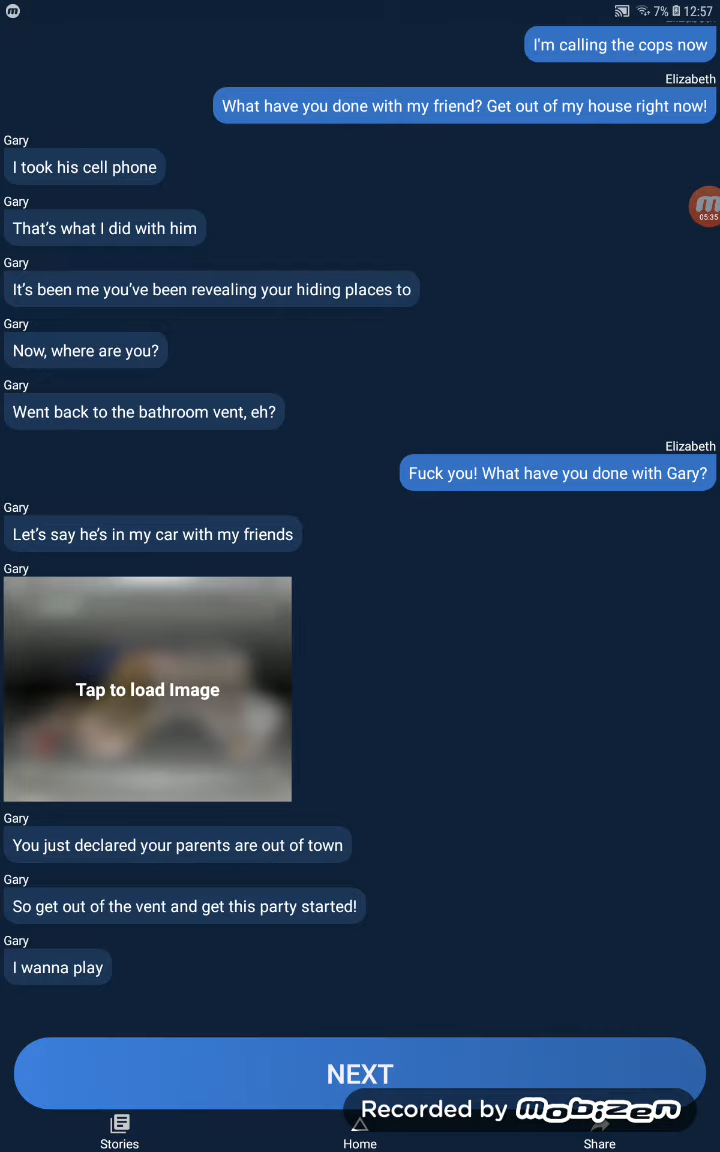 7% 12:57
I'm calling the cops now
Elizabeth
What have you done with my friend? Get out of my house right now!
Gary
I took his cell phone
Gary
That's what I did with him
05:35
Gary
It's been me you've been revealing your hiding places to
Gary
Now, where are you?
Gary
Went back to the bathroom vent, eh?
Elizabeth
Fuck you! What have you done with Gary?
Gary
Let's say he's in my car with my friends
Gary
Tap to load Image
Gary
You just declared your parents are out of town
Gary
So get out of the vent and get this party started!
Gary
I wanna play
NEXT
Recorded by mobizen
Stories
Home
Share